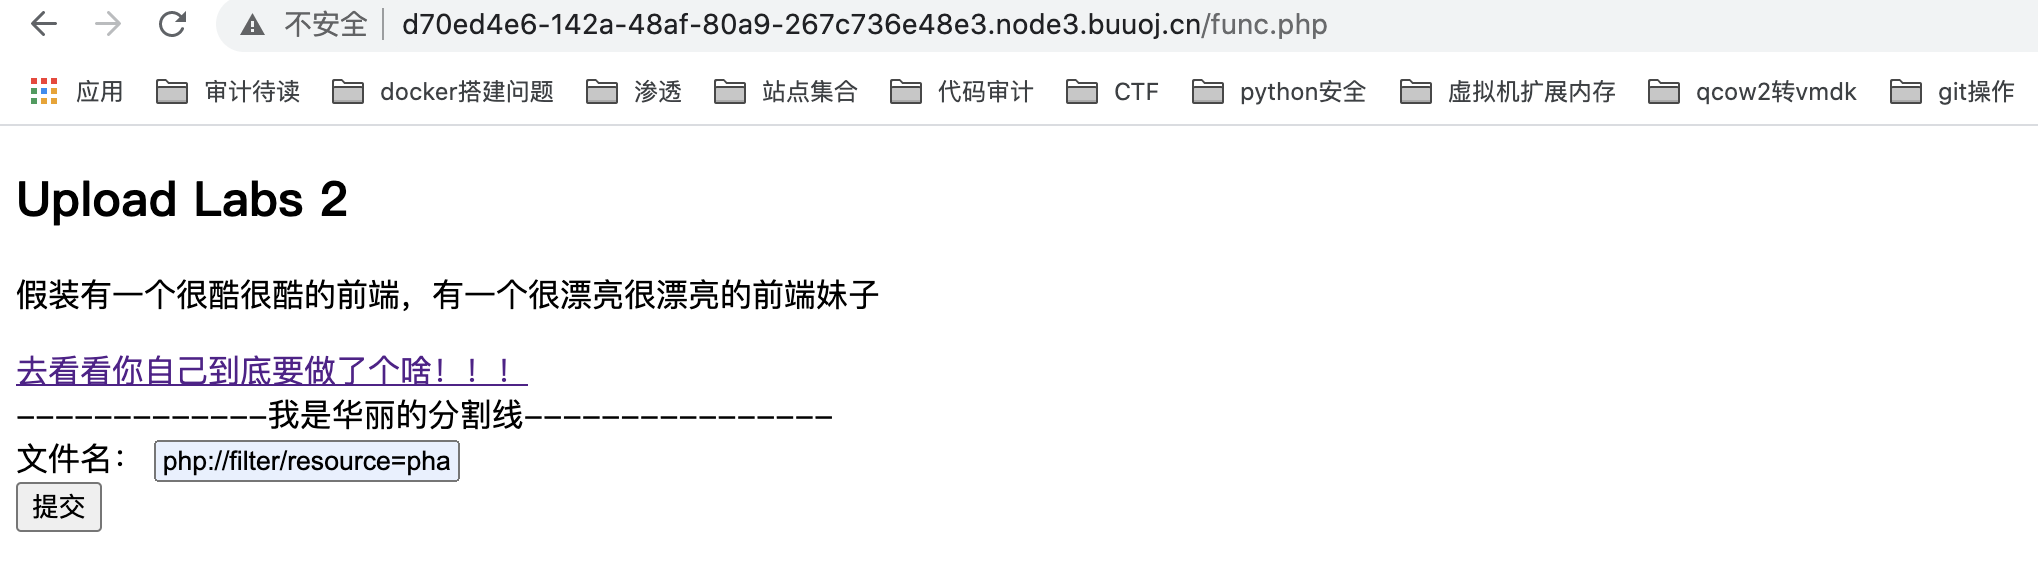 不安全 d70ed4e6-142a-48af-80a9-267c736e48e3.node3.buuoj.cn/func.php
应用 审计待读 docker搭建问题 渗透 站点集合 代码审计 CTF python安全 虚拟机扩展内存 qcow2转vmdk git操作
Upload Labs 2
假装有一个很酷很酷的前端，有一个很漂亮很漂亮的前端妹子
去看看你自己到底要做了个啥！！！
-------------我是华丽的分割线----------------
文件名： php://filter/resource=pha
提交